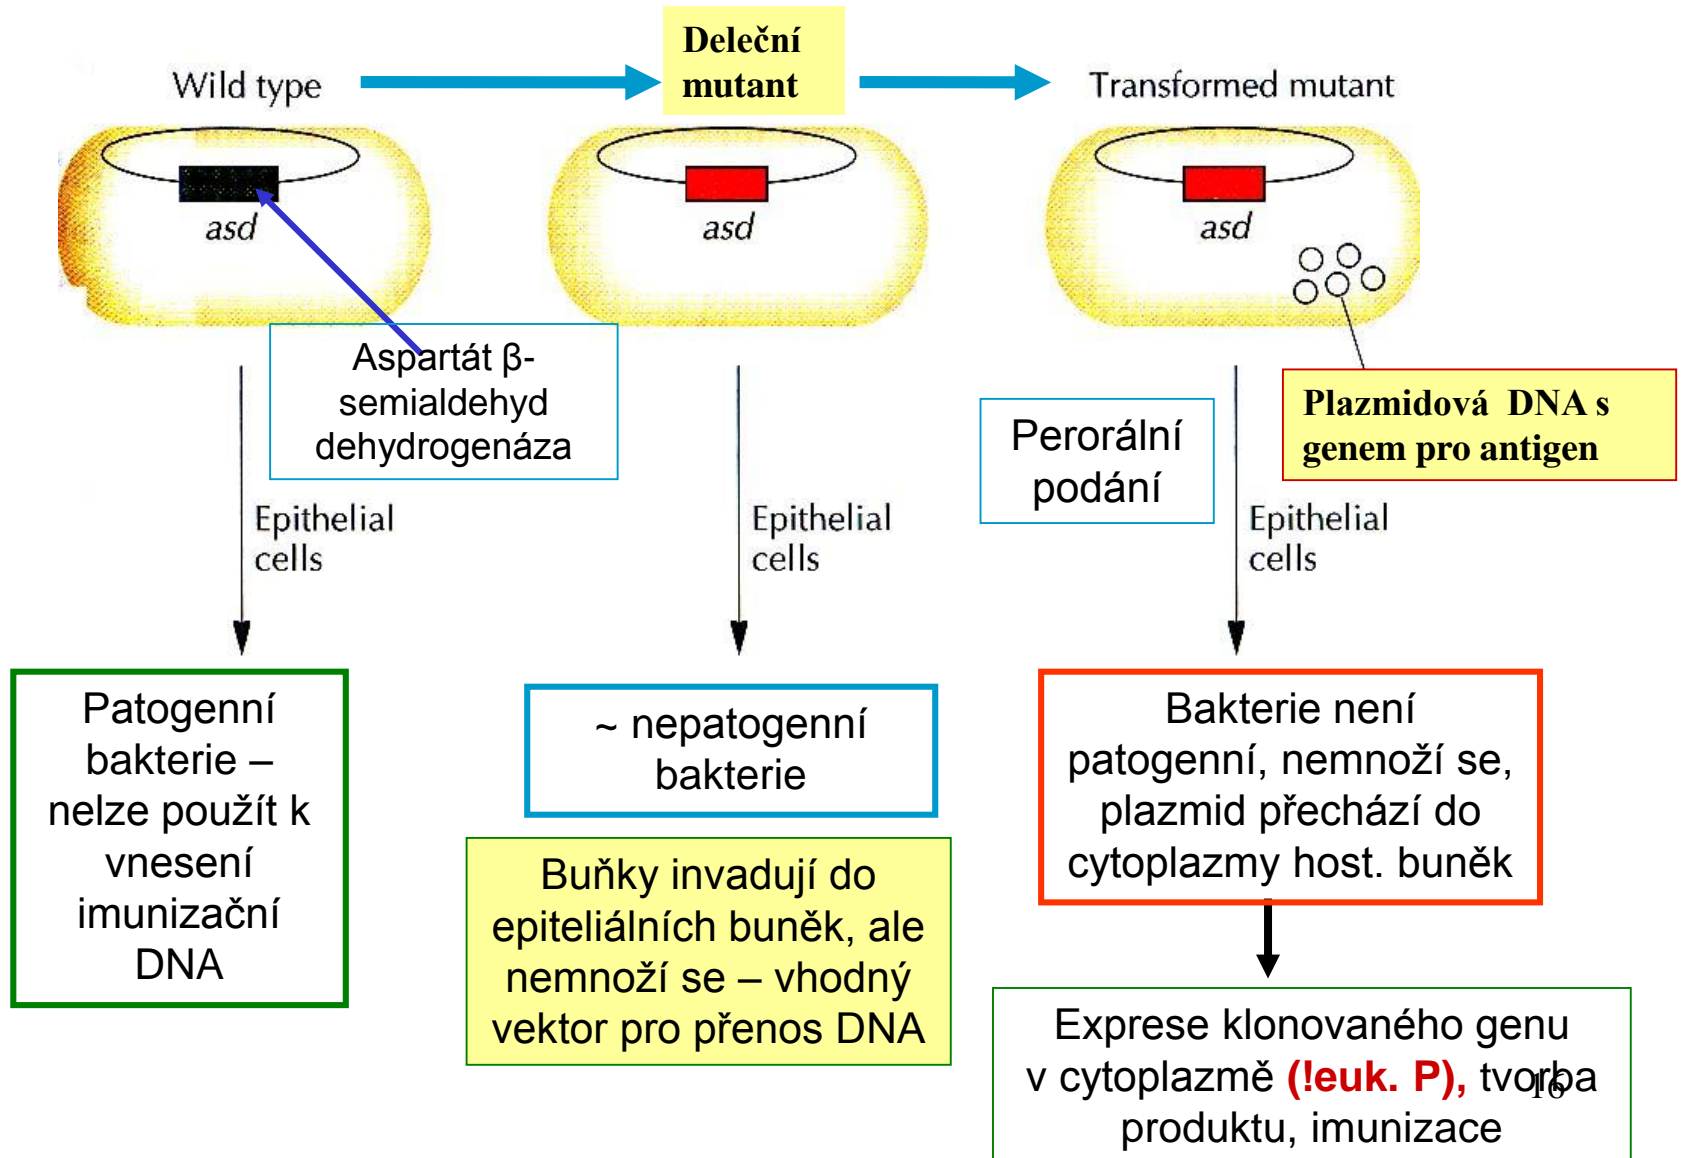 Wild type
Deleční
mutant
Transformed mutant
asd
asd
asd
Aspartát β-
semialdehyd
dehydrogenáza
Perorální
podání
Plazmidová DNA s
genem pro antigen
Epithelial
cells
Epithelial
cells
Epithelial
cells
Patogenní
bakterie –
nelze použít k
vnesení
imunizační
DNA
~ nepatogenní
bakterie
Buňky invadují do
epiteliálních buněk, ale
nemnoží se – vhodný
vektor pro přenos DNA
Bakterie není
patogenní, nemnoží se,
plazmid přechází do
cytoplazmy host. buněk
Exprese klonovaného genu
v cytoplazmě (!euk. P), tvorba
produktu, imunizace
16